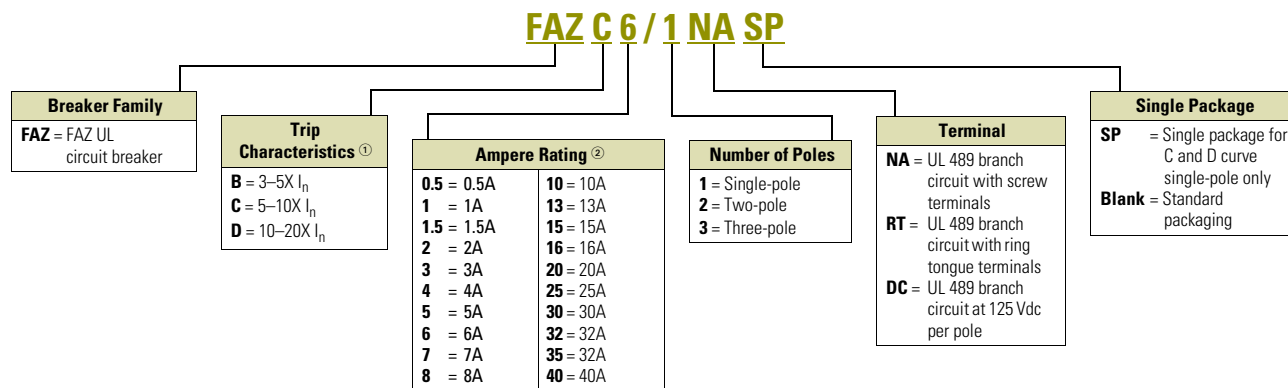 FAZ C 6 / 1 NA SP
Breaker Family
FAZ = FAZ UL
circuit breaker
Trip
Characteristics ①
B = 3–5X In
C = 5–10X In
D = 10–20X In
Ampere Rating ②
0.5 = 0.5A
1 = 1A
1.5 = 1.5A
2 = 2A
3 = 3A
4 = 4A
5 = 5A
6 = 6A
7 = 7A
8 = 8A
10 = 10A
13 = 13A
15 = 15A
16 = 16A
20 = 20A
25 = 25A
30 = 30A
32 = 32A
35 = 32A
40 = 40A
Number of Poles
1 = Single-pole
2 = Two-pole
3 = Three-pole
Terminal
NA = UL 489 branch
circuit with screw
terminals
RT = UL 489 branch
circuit with ring
tongue terminals
DC = UL 489 branch
circuit at 125 Vdc
per pole
Single Package
SP = Single package for
C and D curve
single-pole only
Blank = Standard
packaging